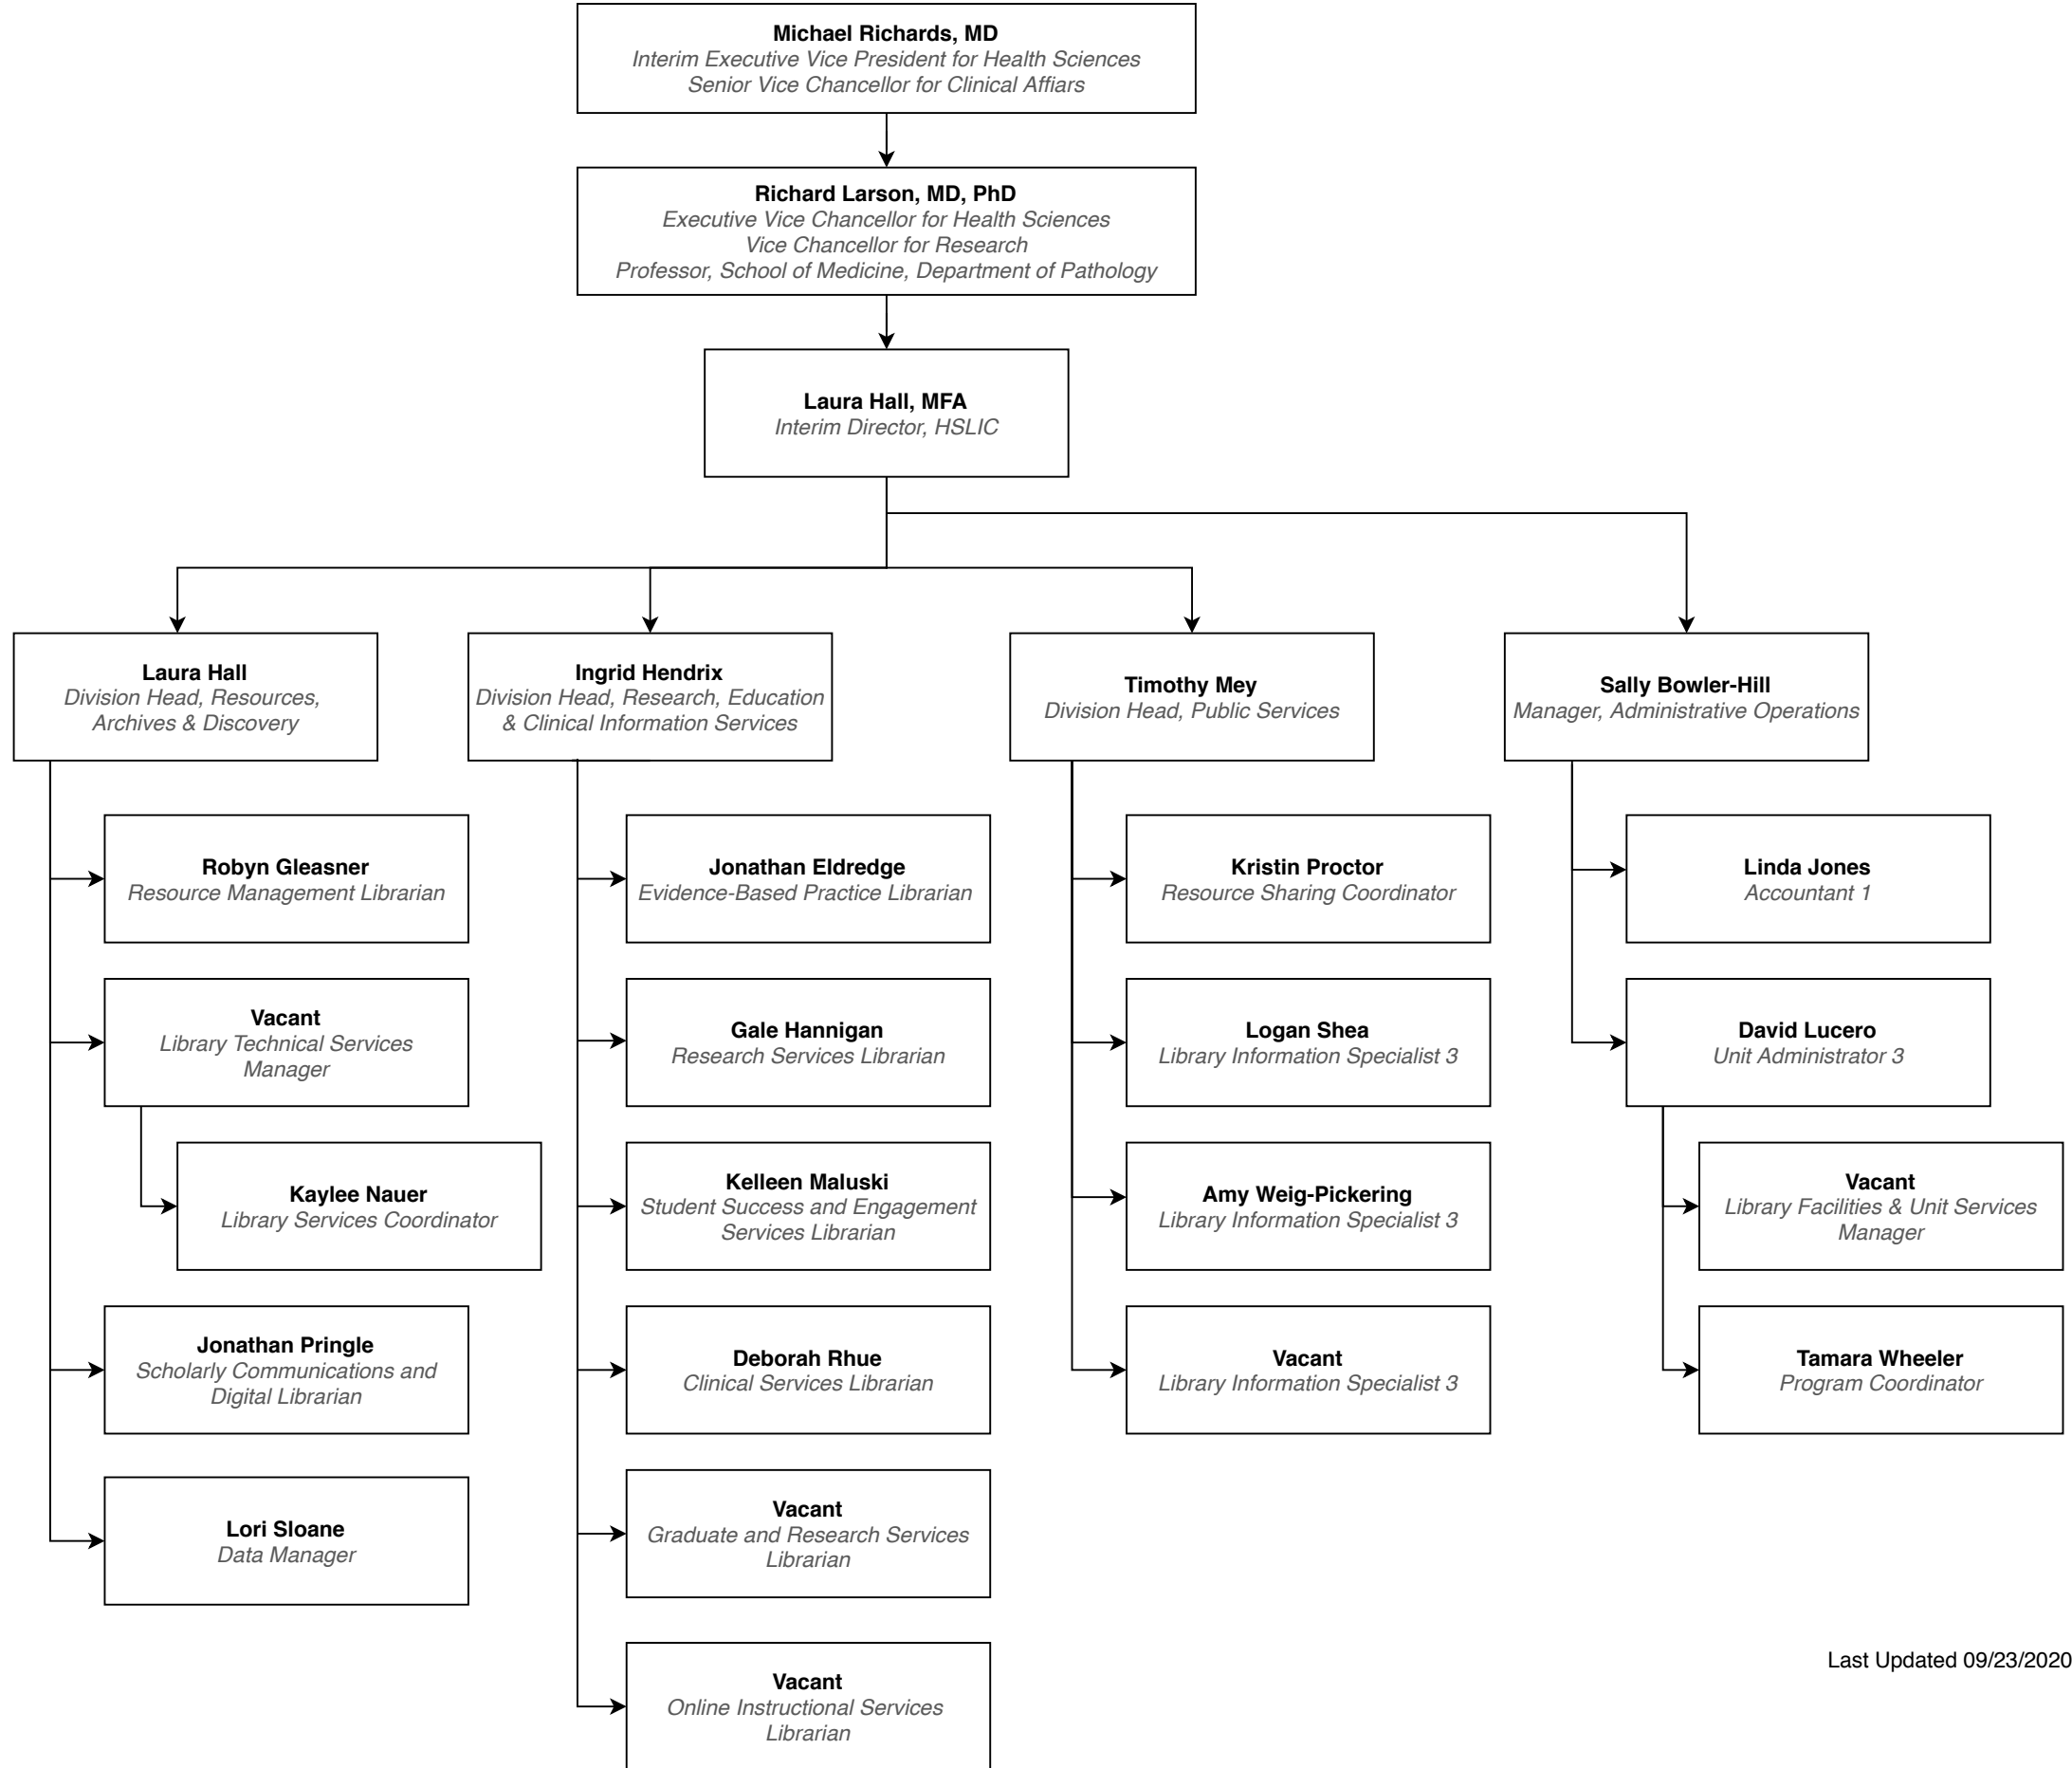 Michael Richards, MD
Interim Executive Vice President for Health Sciences
Senior Vice Chancellor for Clinical Affiars
Richard Larson, MD, PhD
Executive Vice Chancellor for Health Sciences
Vice Chancellor for Research
Professor, School of Medicine, Department of Pathology
Laura Hall, MFA
Interim Director, HSLIC
Laura Hall
Division Head, Resources,
Archives & Discovery
Robyn Gleasner
Resource Management Librarian
Vacant
Library Technical Services
Manager
Kaylee Nauer
Library Services Coordinator
Jonathan Pringle
Scholarly Communications and
Digital Librarian
Lori Sloane
Data Manager
Ingrid Hendrix
Division Head, Research, Education
& Clinical Information Services
Jonathan Eldredge
Evidence-Based Practice Librarian
Gale Hannigan
Research Services Librarian
Kelleen Maluski
Student Success and Engagement
Services Librarian
Deborah Rhue
Clinical Services Librarian
Vacant
Graduate and Research Services
Librarian
Vacant
Online Instructional Services
Librarian
Timothy Mey
Division Head, Public Services
Kristin Proctor
Resource Sharing Coordinator
Logan Shea
Library Information Specialist 3
Amy Weig-Pickering
Library Information Specialist 3
Vacant
Library Information Specialist 3
Sally Bowler-Hill
Manager, Administrative Operations
Linda Jones
Accountant 1
David Lucero
Unit Administrator 3
Vacant
Library Facilities & Unit Services
Manager
Tamara Wheeler
Program Coordinator
Last Updated 09/23/2020